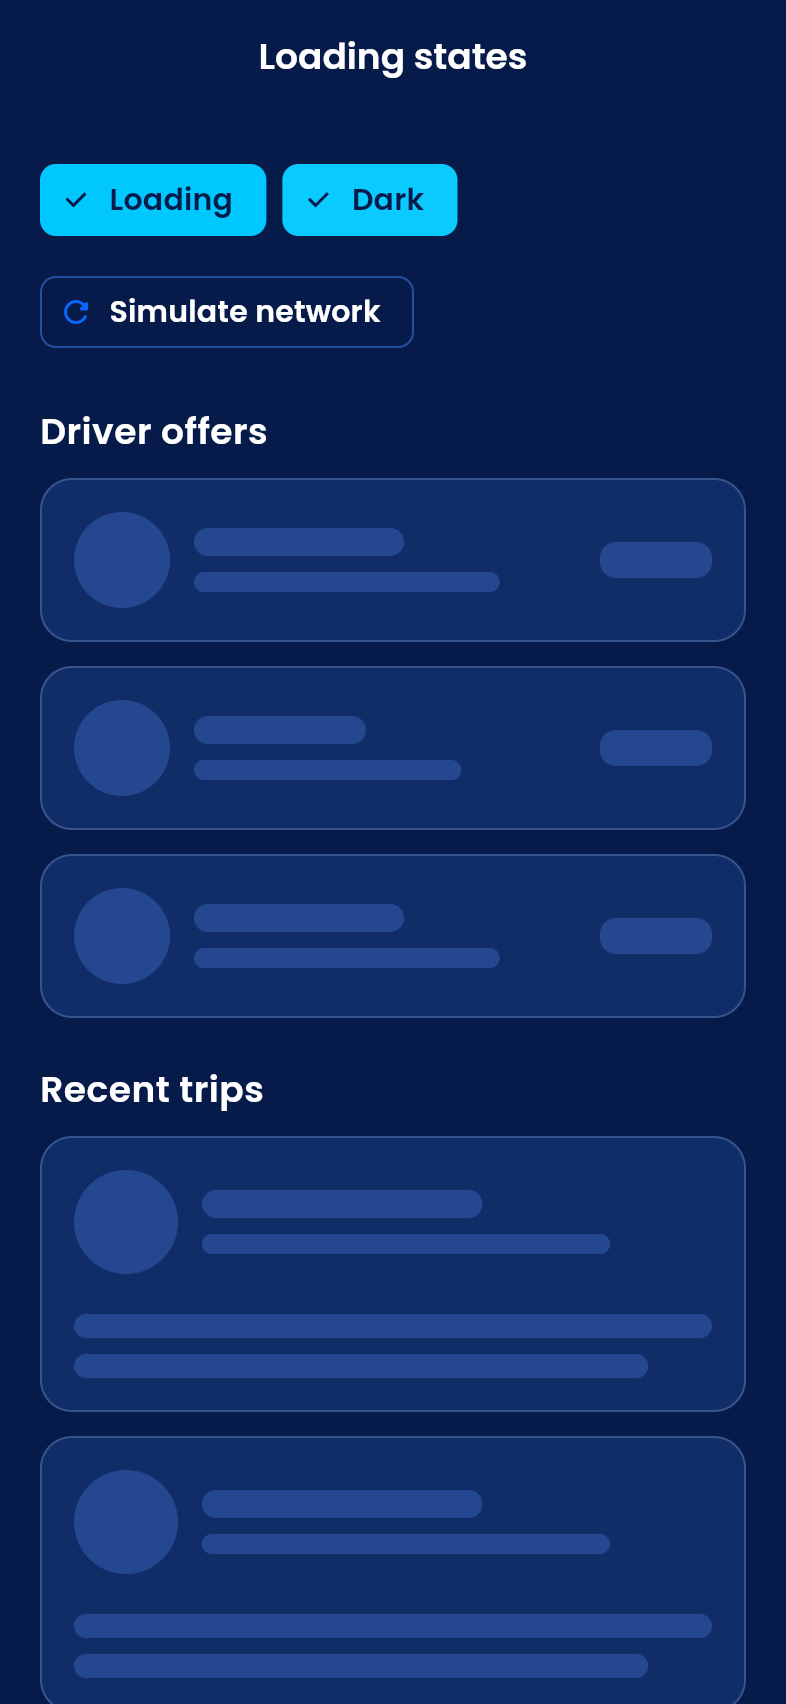 Loading states
Loading
Dark
Simulate network
Driver offers
Recent trips